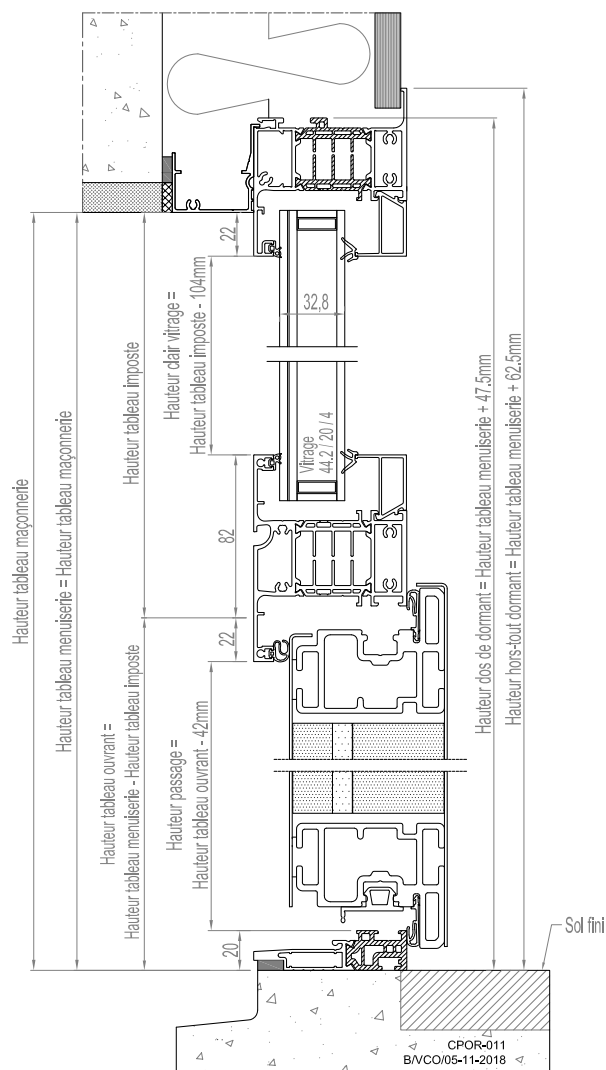 Hauteur tableau maçonnerie
Hauteur tableau menuiserie = Hauteur tableau maçonnerie
Hauteur tableau imposte
Hauteur tableau ouvrant =
Hauteur tableau menuiserie - Hauteur tableau imposte
Hauteur clair vitrage =
Hauteur tableau imposte - 104mm
Hauteur passage =
Hauteur tableau ouvrant - 42mm
22
82
22
20
32,8
Vitrage
44.2 / 20 / 4
Hauteur dos de dormant = Hauteur tableau menuiserie + 47.5mm
Hauteur hors-tout dormant = Hauteur tableau menuiserie + 62.5mm
Sol fini
CPOR-011
B/VCO/05-11-2018